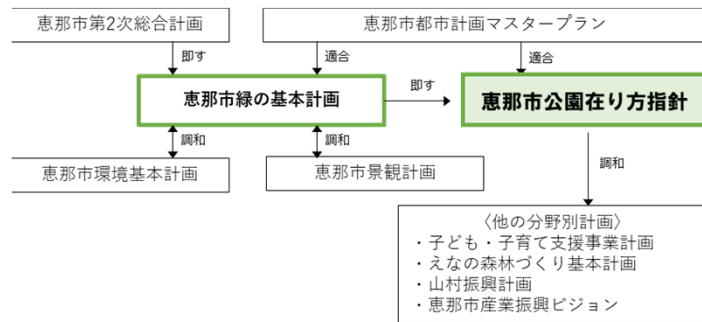 恵那市第2次総合計画
恵那市都市計画マスタープラン
即す
適合
適合
恵那市緑の基本計画
即す
恵那市公園在り方指針
調和
調和
調和
恵那市環境基本計画
恵那市景観計画
〈他の分野別計画〉
・子ども・子育て支援事業計画
・えなの森林づくり基本計画
・山村振興計画
・恵那市産業振興ビジョン